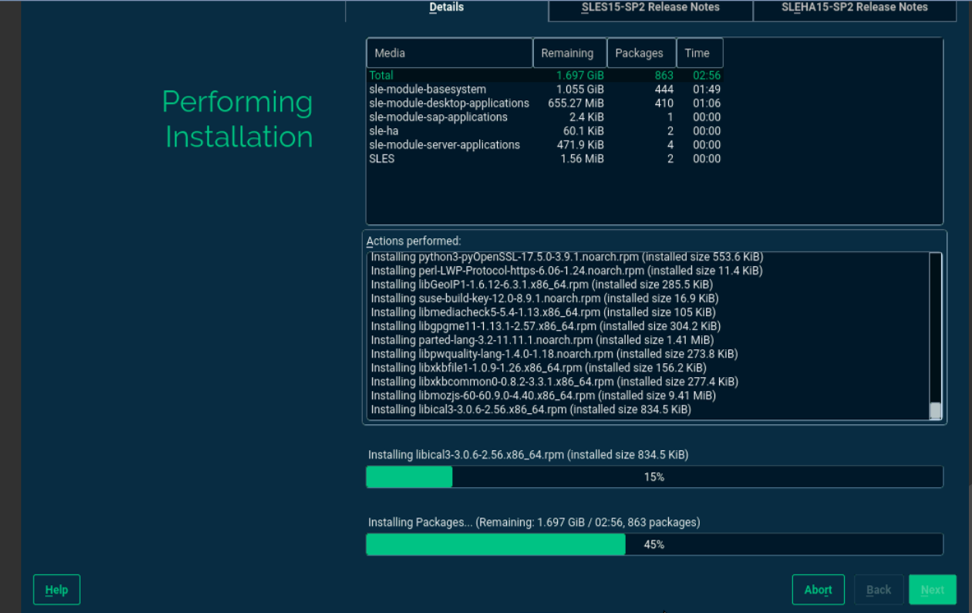 Details
SLES15-SP2 Release Notes
SLEHA15-SP2 Release Notes
Performing
Installation
Media Remaining Packages Time
Total 1.697 GiB 863 02:56
sle-module-basesystem 1.055 GiB 444 01:49
sle-module-desktop-applications 655.27 MiB 410 01:06
sle-module-sap-applications 2.4 KiB 1 00:00
sle-ha 60.1 KiB 2 00:00
sle-module-server-applications 471.9 KiB 4 00:00
SLES 1.56 MiB 2 00:00
Actions performed:
Installing python3-pyOpenSSL-17.5.0-3.9.1.noarch.rpm (installed size 553.6 KiB)
Installing perl-LWP-Protocol-https-6.06-1.24.noarch.rpm (installed size 11.4 KiB)
Installing libGeoIP1-1.6.12-6.3.1.x86_64.rpm (installed size 285.5 KiB)
Installing suse-build-key-12.0-8.9.1.noarch.rpm (installed size 16.9 KiB)
Installing libmediacheck5-5.4-1.13.x86_64.rpm (installed size 105 KiB)
Installing libgpgme11-1.13.1-2.57.x86_64.rpm (installed size 304.2 KiB)
Installing parted-lang-3.2-11.11.1.noarch.rpm (installed size 1.41 MiB)
Installing libpwquality-lang-1.4.0-1.18.noarch.rpm (installed size 273.8 KiB)
Installing libxkbfile1-1.0.9-1.26.x86_64.rpm (installed size 156.2 KiB)
Installing libxkbcommon0-0.8.2-3.3.1.x86_64.rpm (installed size 277.4 KiB)
Installing libmozjs-60-60.9.0-4.40.x86_64.rpm (installed size 9.41 MiB)
Installing libical3-3.0.6-2.56.x86_64.rpm (installed size 834.5 KiB)
Installing libical3-3.0.6-2.56.x86_64.rpm (installed size 834.5 KiB)
15%
Installing Packages... (Remaining: 1.697 GiB / 02:56, 863 packages)
45%
Help
Abort
Back
Next